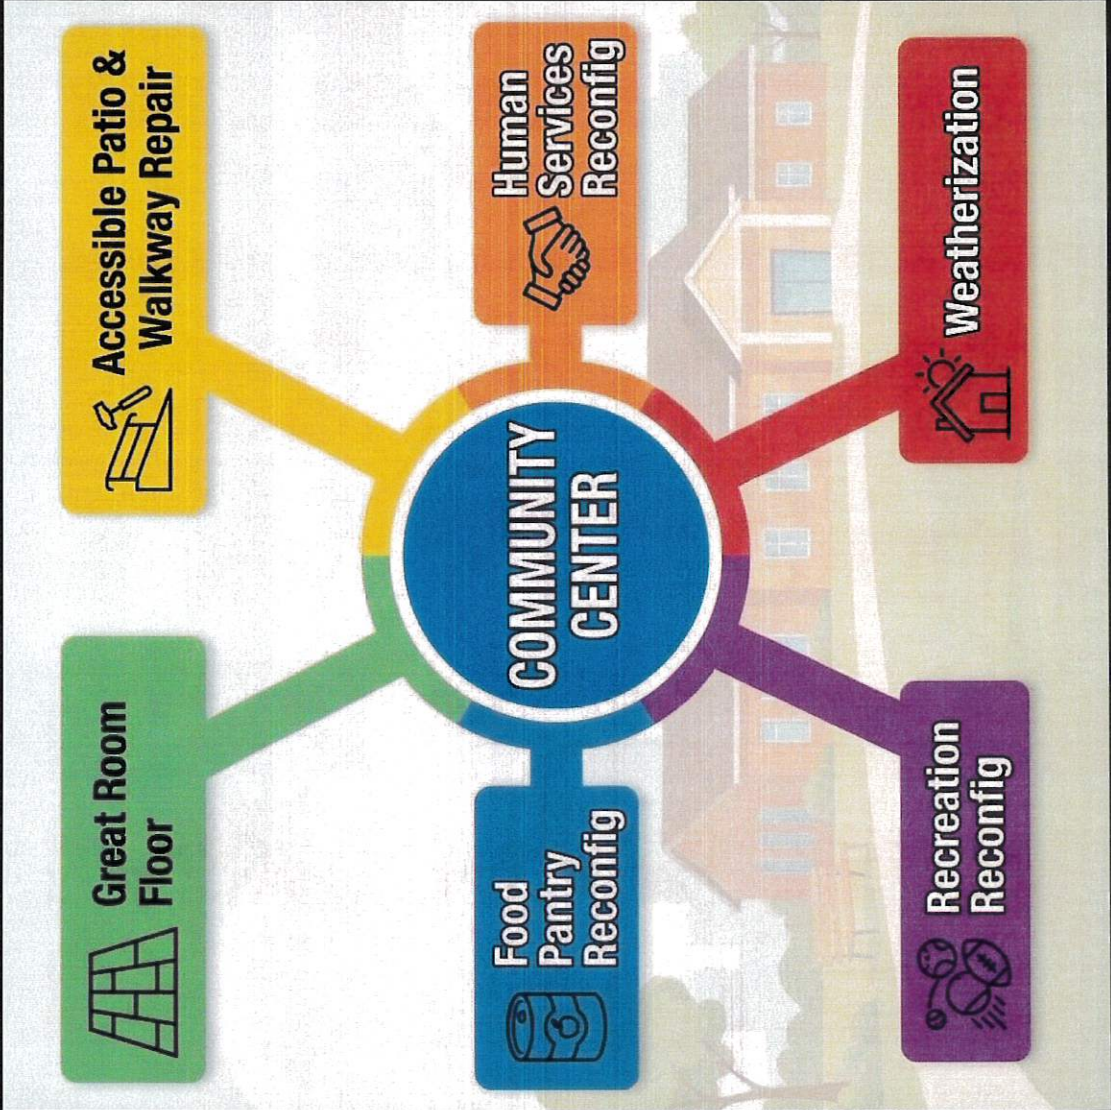 Great Room
Floor
Accessible Patio &
Walkway Repair
Food
Pantry
Reconfig
COMMUNITY
CENTER
Human
Services
Reconfig
Recreation
Reconfig
Weatherization